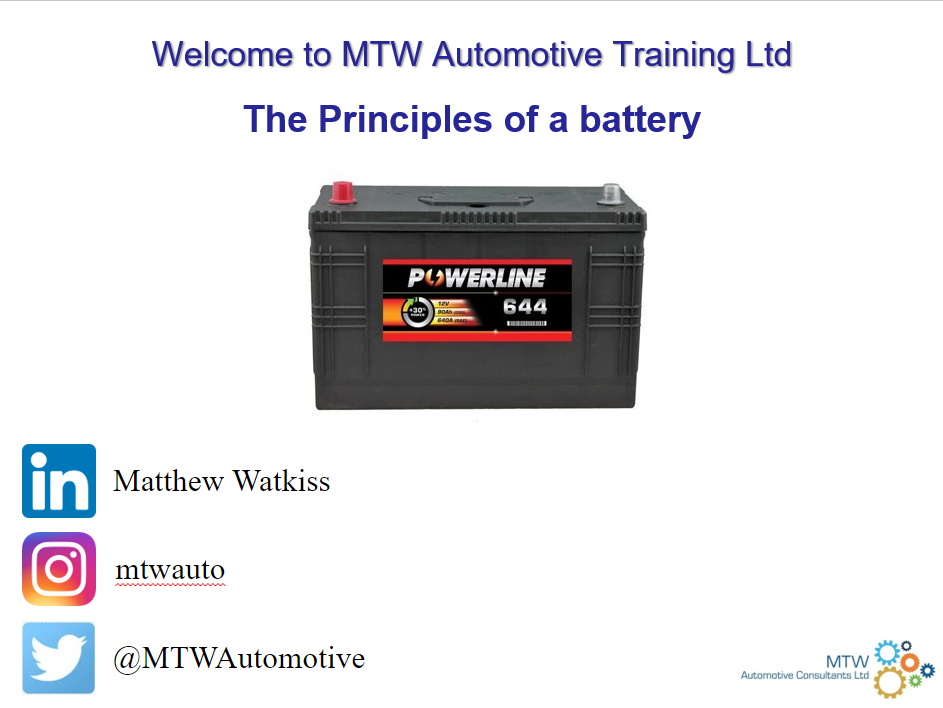 Welcome to MTW Automotive Training Ltd
The Principles of a battery
POWERLINE
+30%
POWER
12V
90Ah
640A
644
in
Matthew Watkiss
mtwauto
@MTWAutomotive
MTW
Automotive Consultants Ltd